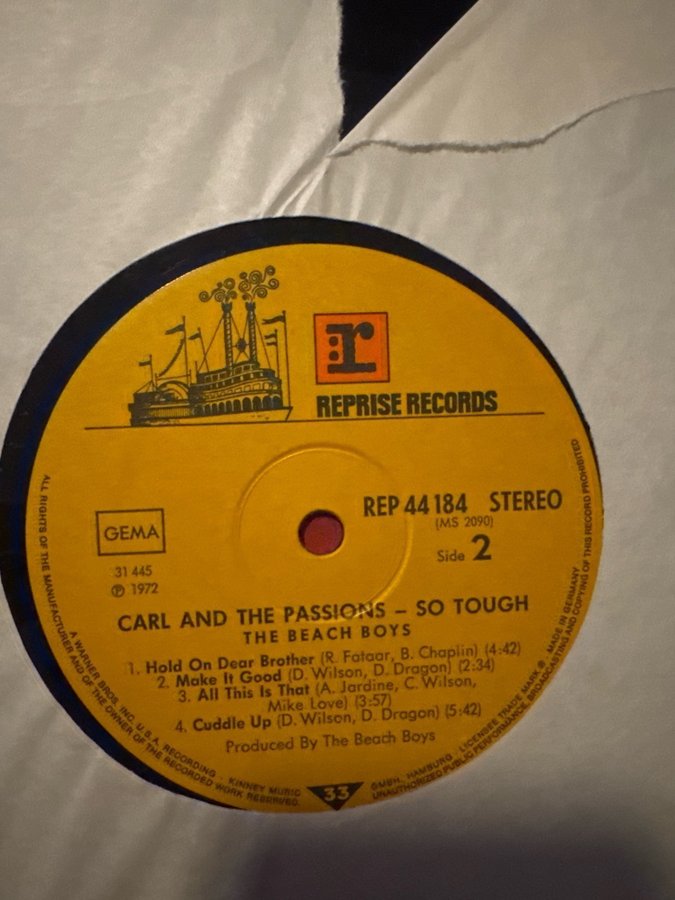 r
REPRISE RECORDS
GEMA
31 445
℗ 1972
REP 44 184 STEREO
(MS 2090)
Side 2
CARL AND THE PASSIONS – SO TOUGH
THE BEACH BOYS
1. Hold On Dear Brother (R. Fataar, B. Chaplin) (4:42)
2. Make It Good (D. Wilson, D. Dragon) (2:34)
3. All This Is That (A. Jardine, C. Wilson,
Mike Love) (3:57)
4. Cuddle Up (D. Wilson, D. Dragon) (5:42)
Produced By The Beach Boys
ALL RIGHTS OF THE MANUFACTURER AND OF THE OWNER OF THE RECORDED WORK RESERVED.
A WARNER BROS. INC. U.S.A. RECORDING · KINNEY MUSIC
33
GMBH, HAMBURG · LICENSEE TRADE MARK ® · MADE IN GERMANY
UNAUTHORIZED PUBLIC PERFORMANCE, BROADCASTING AND COPYING OF THIS RECORD PROHIBITED